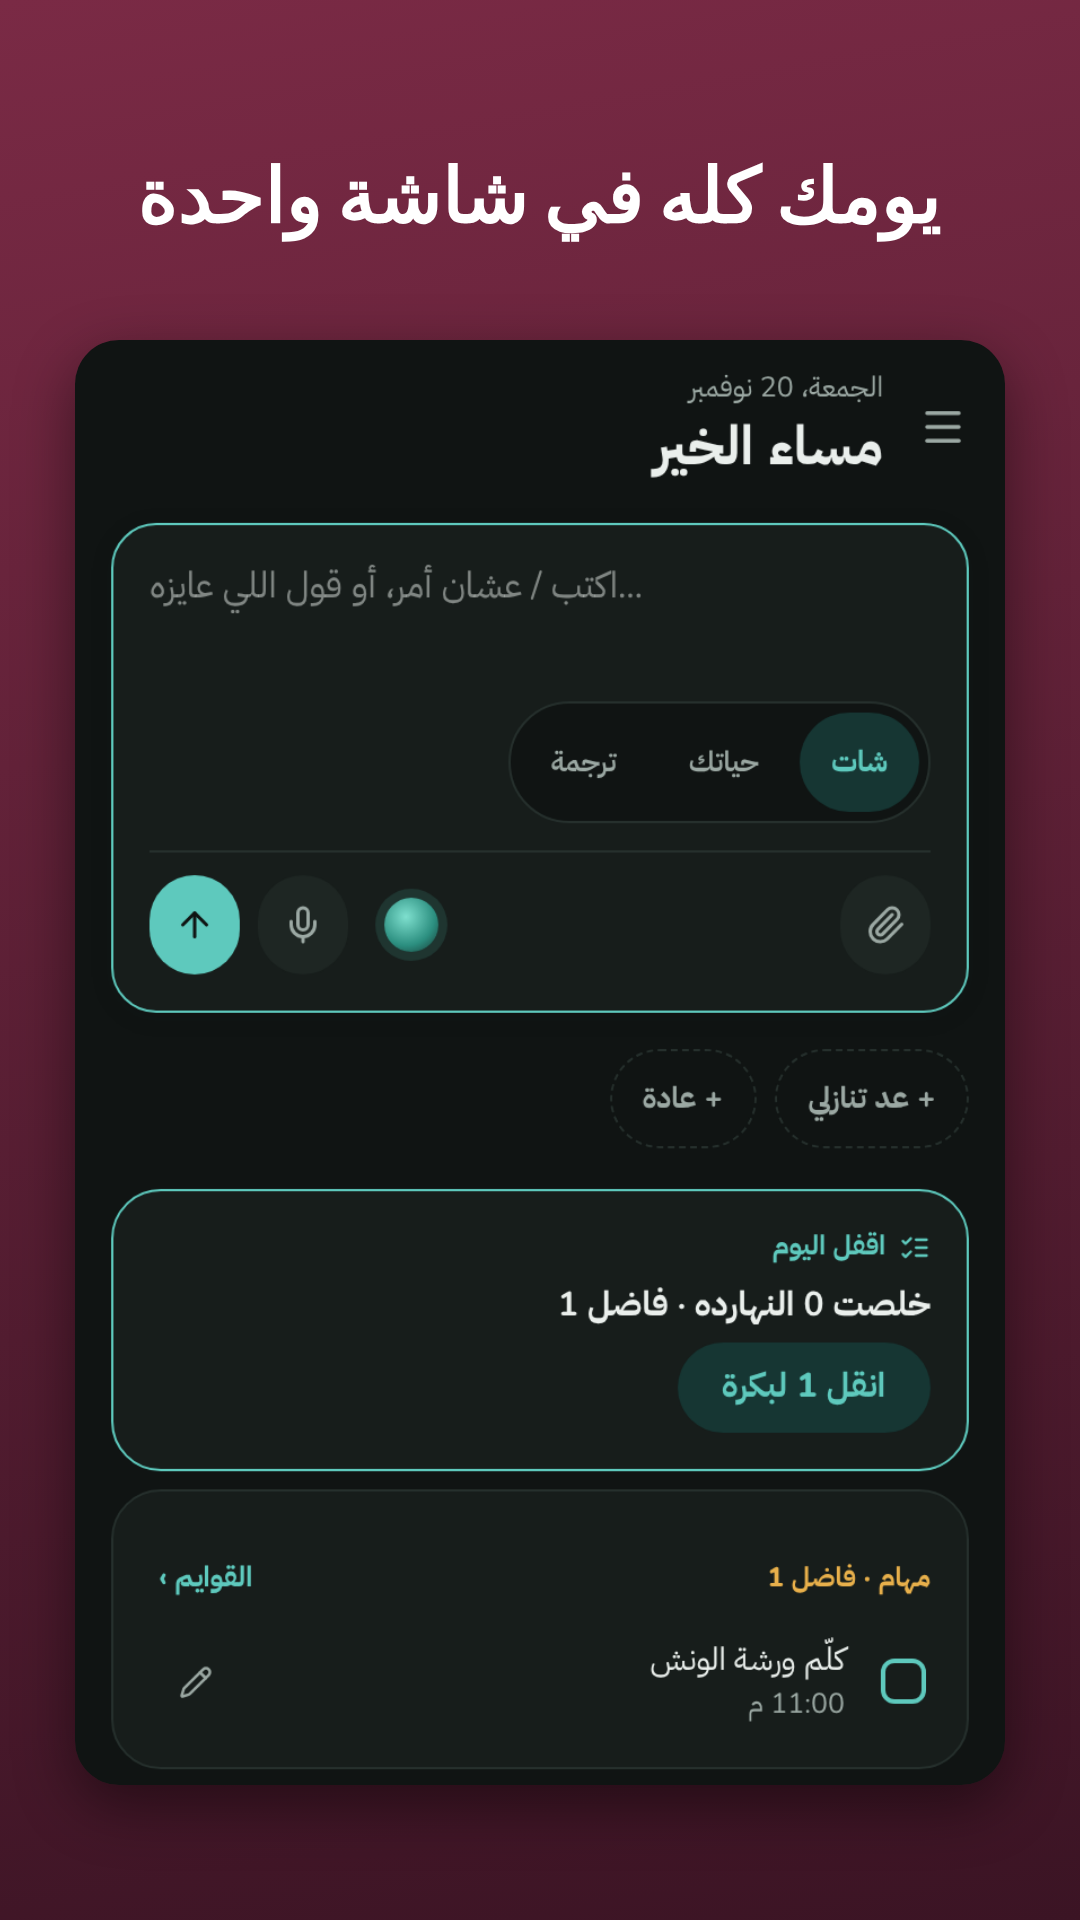 يومك كله في شاشة واحدة
الجمعة، 20 نوفمبر
مساء الخير
اكتب / عشان أمر، أو قول اللي عايزه...
شات
حياتك
ترجمة
+ عد تنازلي
+ عادة
اقفل اليوم
خلصت 0 النهارده · فاضل 1
انقل 1 لبكرة
مهام · فاضل 1
القوايم ›
كلّم ورشة الونش
11:00 م